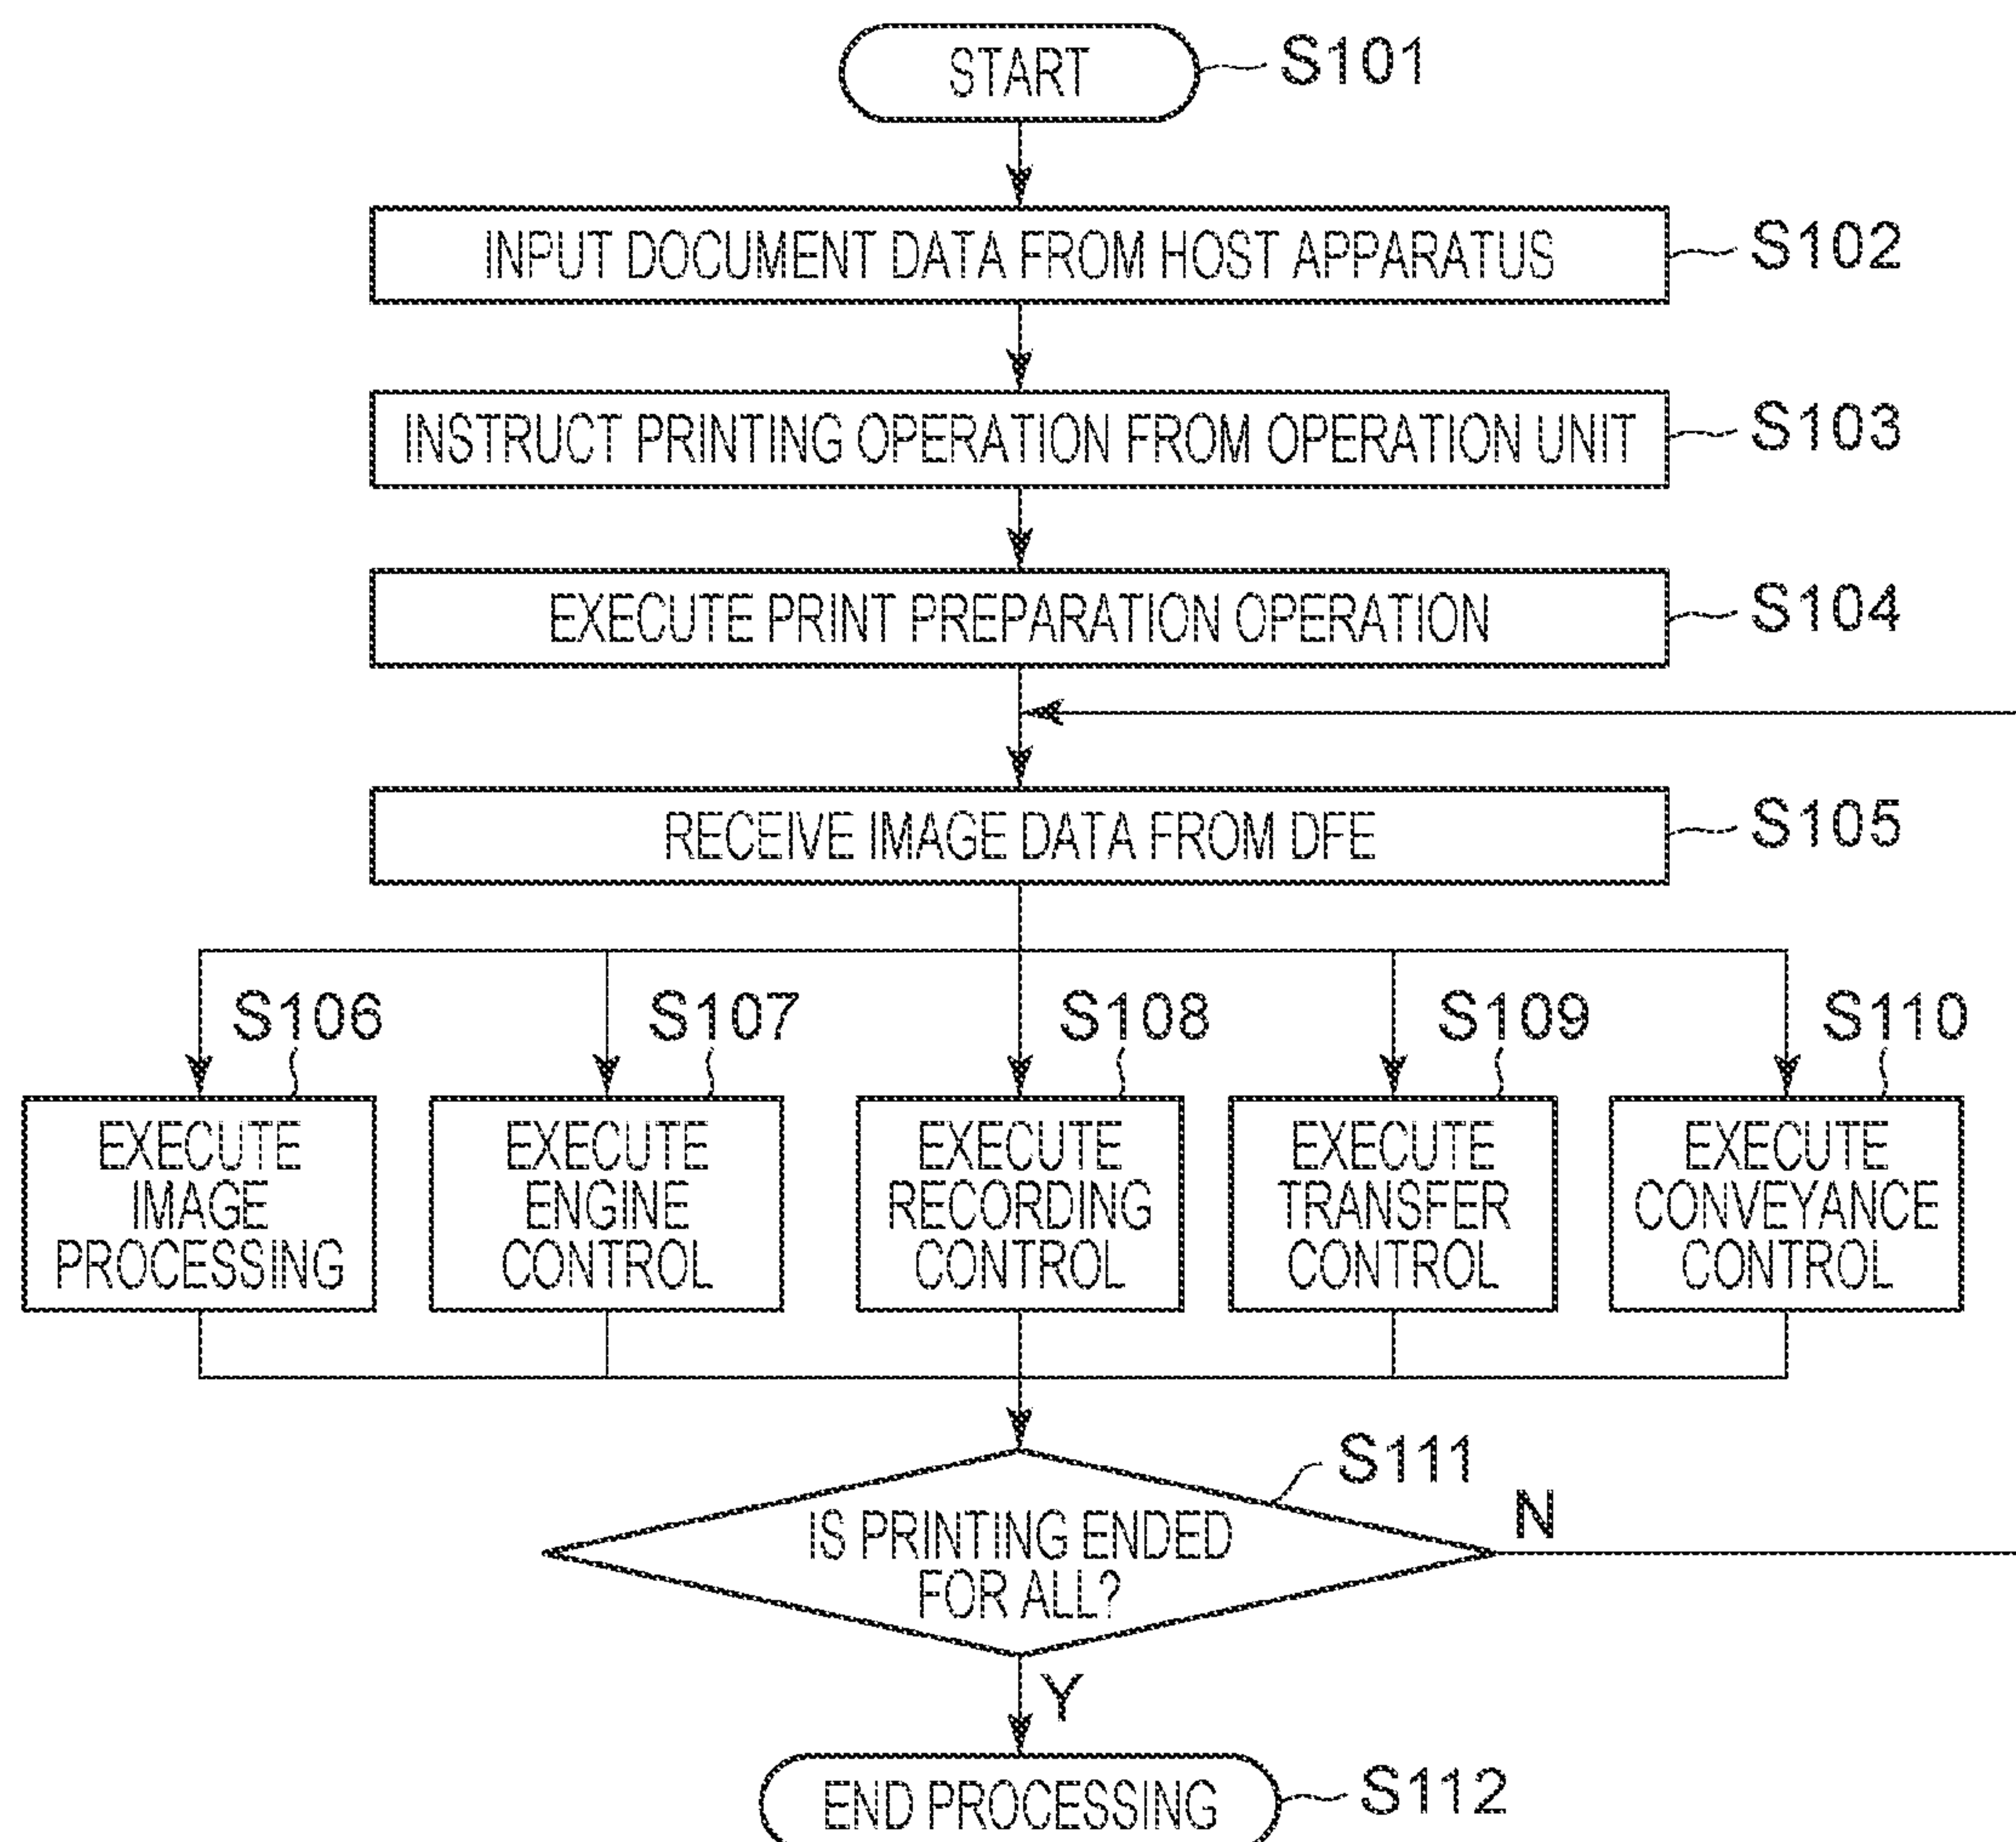 START
S101
INPUT DOCUMENT DATA FROM HOST APPARATUS
S102
INSTRUCT PRINTING OPERATION FROM OPERATION UNIT
S103
EXECUTE PRINT PREPARATION OPERATION
S104
RECEIVE IMAGE DATA FROM DFE
S105
S106
EXECUTE
IMAGE
PROCESSING
S107
EXECUTE
ENGINE
CONTROL
S108
EXECUTE
RECORDING
CONTROL
S109
EXECUTE
TRANSFER
CONTROL
S110
EXECUTE
CONVEYANCE
CONTROL
S111
IS PRINTING ENDED
FOR ALL?
N
Y
END PROCESSING
S112